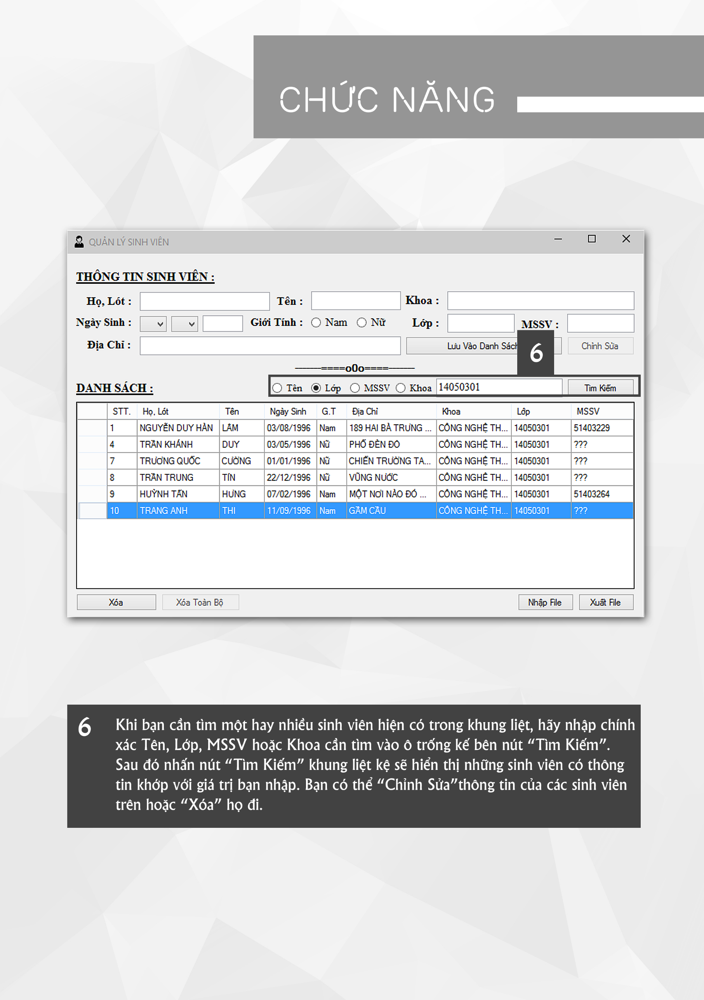 CHỨC NĂNG
QUẢN LÝ SINH VIÊN
THÔNG TIN SINH VIÊN :
Họ, Lót : Tên : Khoa :
Ngày Sinh : Giới Tính : Nam Nữ Lớp : MSSV :
Địa Chỉ : Lưu Vào Danh Sách 6 Chỉnh Sửa
-------====o0o====-------
DANH SÁCH : Tên Lớp MSSV Khoa 14050301 Tìm Kiếm
STT. Họ, Lót Tên Ngày Sinh G.T Địa Chỉ Khoa Lớp MSSV
1 NGUYỄN DUY HÀN LÂM 03/08/1996 Nam 189 HAI BÀ TRƯNG ... CÔNG NGHỆ TH... 14050301 51403229
4 TRẦN KHÁNH DUY 03/05/1996 Nữ PHỐ ĐÈN ĐỎ CÔNG NGHỆ TH... 14050301 ???
7 TRƯƠNG QUỐC CƯỜNG 01/01/1996 Nữ CHIẾN TRƯỜNG TA... CÔNG NGHỆ TH... 14050301 ???
8 TRẦN TRUNG TÍN 22/12/1996 Nữ VŨNG NƯỚC CÔNG NGHỆ TH... 14050301 ???
9 HUỲNH TẤN HƯNG 07/02/1996 Nam MỘT NƠI NÀO ĐÓ ... CÔNG NGHỆ TH... 14050301 51403264
10 TRANG ANH THI 11/09/1996 Nam GẦM CẦU CÔNG NGHỆ TH... 14050301 ???
Xóa Xóa Toàn Bộ Nhập File Xuất File
6 Khi bạn cần tìm một hay nhiều sinh viên hiện có trong khung liệt, hãy nhập chính
xác Tên, Lớp, MSSV hoặc Khoa cần tìm vào ô trống kế bên nút “Tìm Kiếm”.
Sau đó nhấn nút “Tìm Kiếm” khung liệt kệ sẽ hiển thị những sinh viên có thông
tin khớp với giá trị bạn nhập. Bạn có thể “Chỉnh Sửa”thông tin của các sinh viên
trên hoặc “Xóa” họ đi.